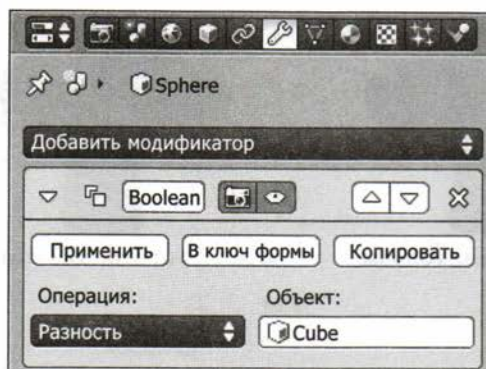 Sphere
Добавить модификатор
Boolean
Применить В ключ формы Копировать
Операция: Объект:
Разность Cube